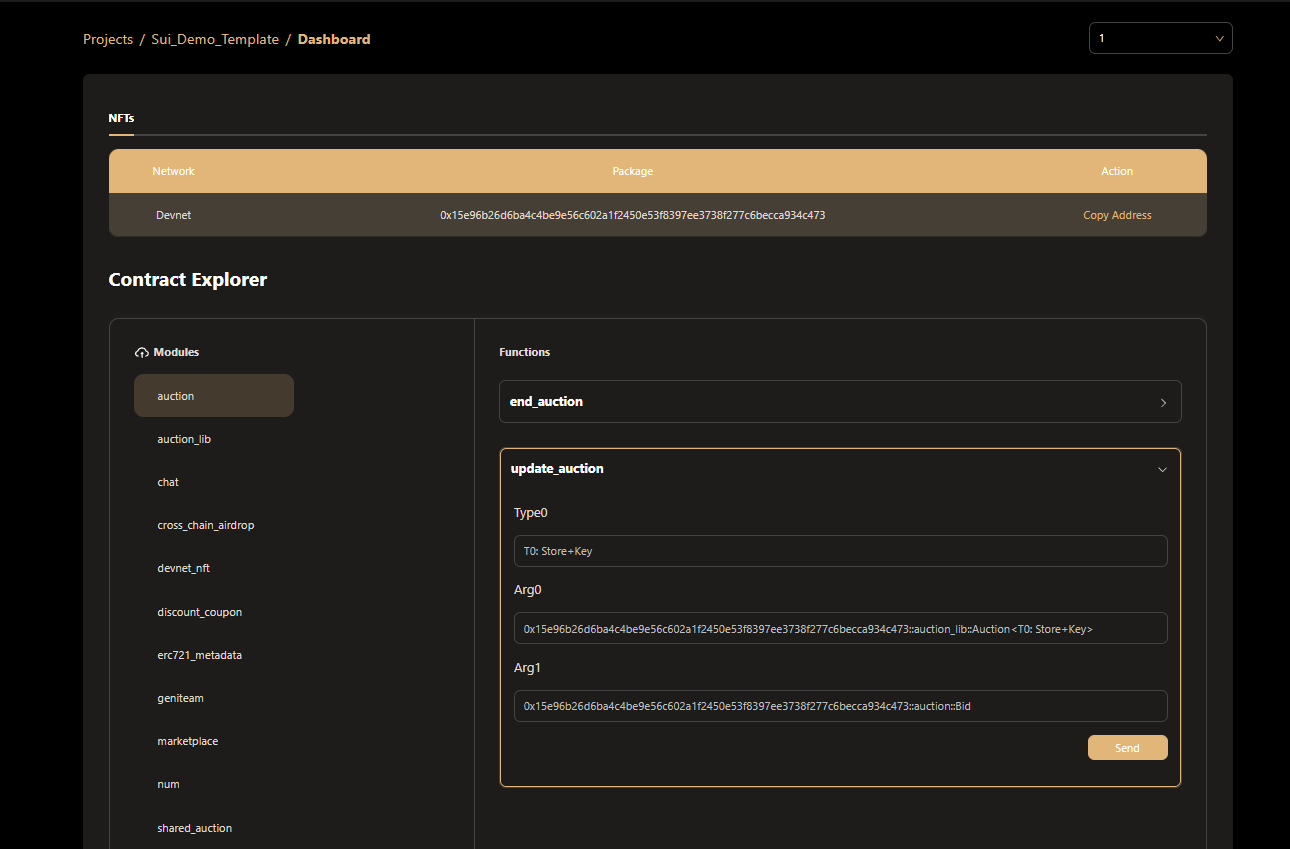 Projects / Sui_Demo_Template / Dashboard
1
NFTs
Network Package Action
Devnet 0x15e96b26d6ba4c4be9e56c602a1f2450e53f8397ee3738f277c6becca934c473 Copy Address
Contract Explorer
Modules
auction
auction_lib
chat
cross_chain_airdrop
devnet_nft
discount_coupon
erc721_metadata
geniteam
marketplace
num
shared_auction
Functions
end_auction
update_auction
Type0
T0: Store+Key
Arg0
0x15e96b26d6ba4c4be9e56c602a1f2450e53f8397ee3738f277c6becca934c473::auction_lib::Auction<T0: Store+Key>
Arg1
0x15e96b26d6ba4c4be9e56c602a1f2450e53f8397ee3738f277c6becca934c473::auction::Bid
Send